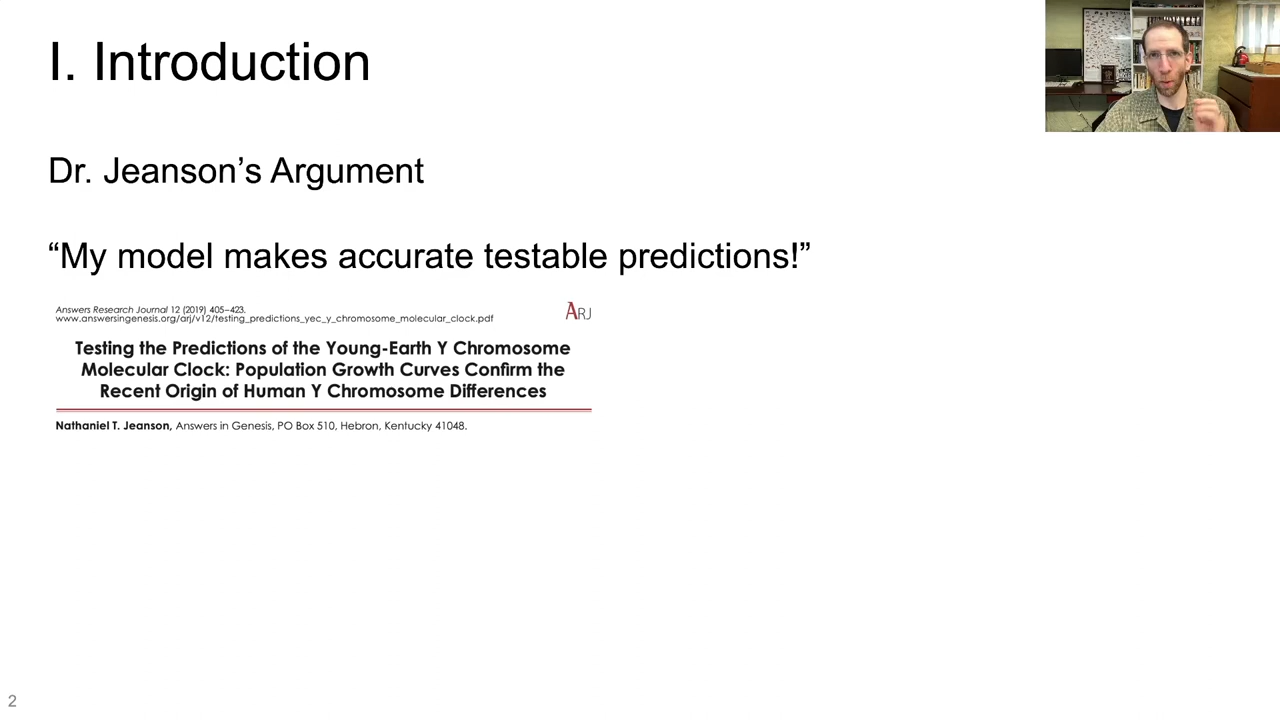 I. Introduction
Dr. Jeanson’s Argument
“My model makes accurate testable predictions!”
Answers Research Journal 12 (2019) 405–423.
www.answersingenesis.org/arj/v12/testing_predictions_yec_y_chromosome_molecular_clock.pdf
ARJ
Testing the Predictions of the Young-Earth Y Chromosome
Molecular Clock: Population Growth Curves Confirm the
Recent Origin of Human Y Chromosome Differences
Nathaniel T. Jeanson, Answers in Genesis, PO Box 510, Hebron, Kentucky 41048.
2